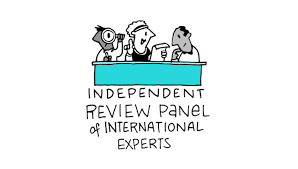 INDEPENDENT
REVIEW PANEL
of INTERNATIONAL
EXPERTS